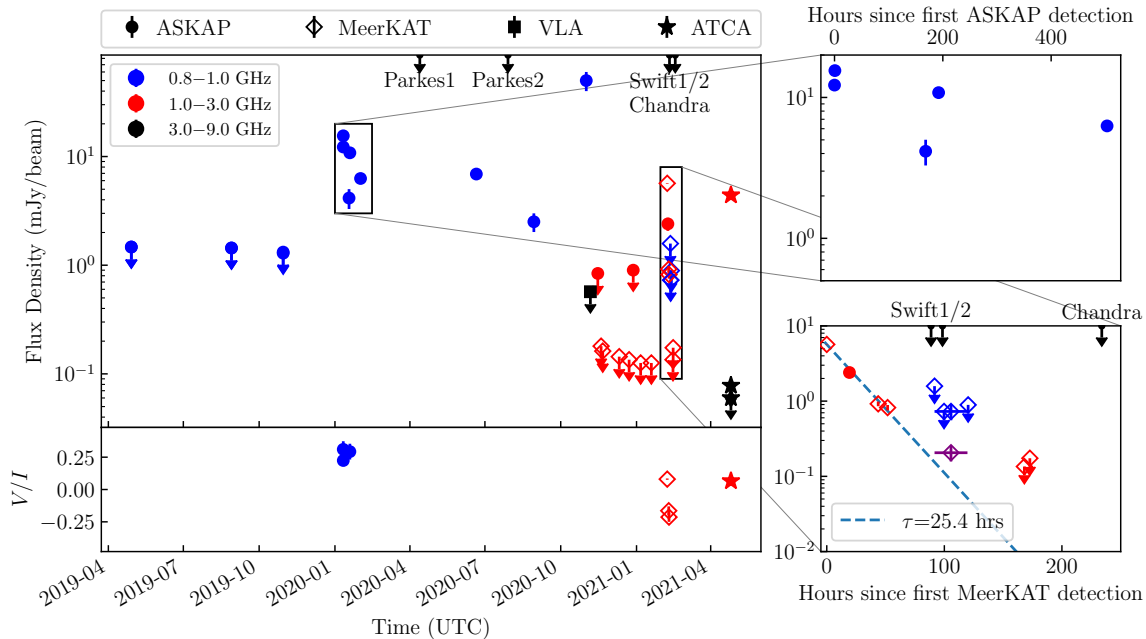 ASKAP MeerKAT VLA ATCA
0.8−1.0 GHz
1.0−3.0 GHz
3.0−9.0 GHz
Parkes1 Parkes2 Swift1/2
Chandra
10¹
10⁰
10⁻¹
Flux Density (mJy/beam)
0.25
0.00
−0.25
V/I
2019-04 2019-07 2019-10 2020-01 2020-04 2020-07 2020-10 2021-01 2021-04
Time (UTC)
Hours since first ASKAP detection
0 200 400
10¹
10⁰
Swift1/2 Chandra
10¹
10⁰
10⁻¹
10⁻²
τ=25.4 hrs
0 100 200
Hours since first MeerKAT detection